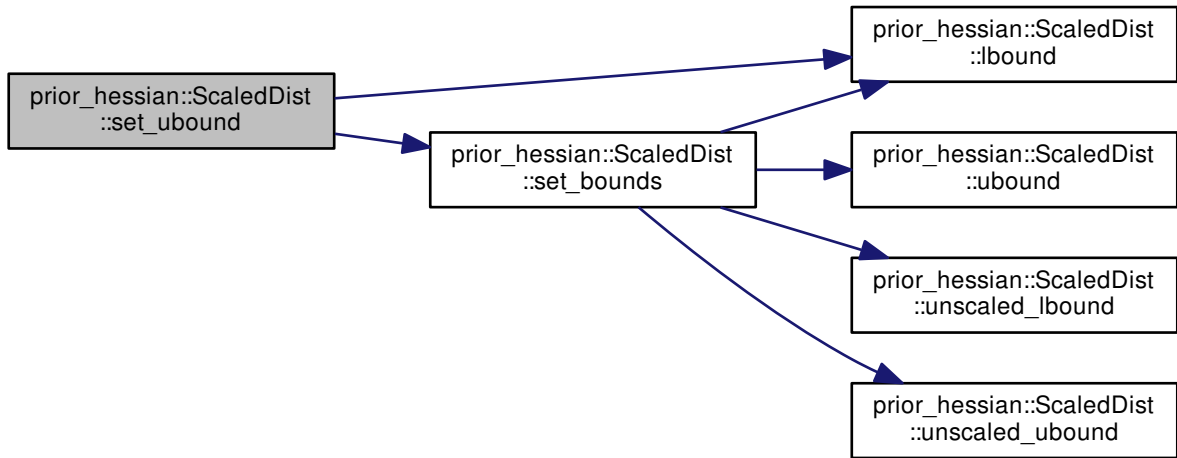 prior_hessian::ScaledDist
::set_ubound
prior_hessian::ScaledDist
::set_bounds
prior_hessian::ScaledDist
::lbound
prior_hessian::ScaledDist
::ubound
prior_hessian::ScaledDist
::unscaled_lbound
prior_hessian::ScaledDist
::unscaled_ubound